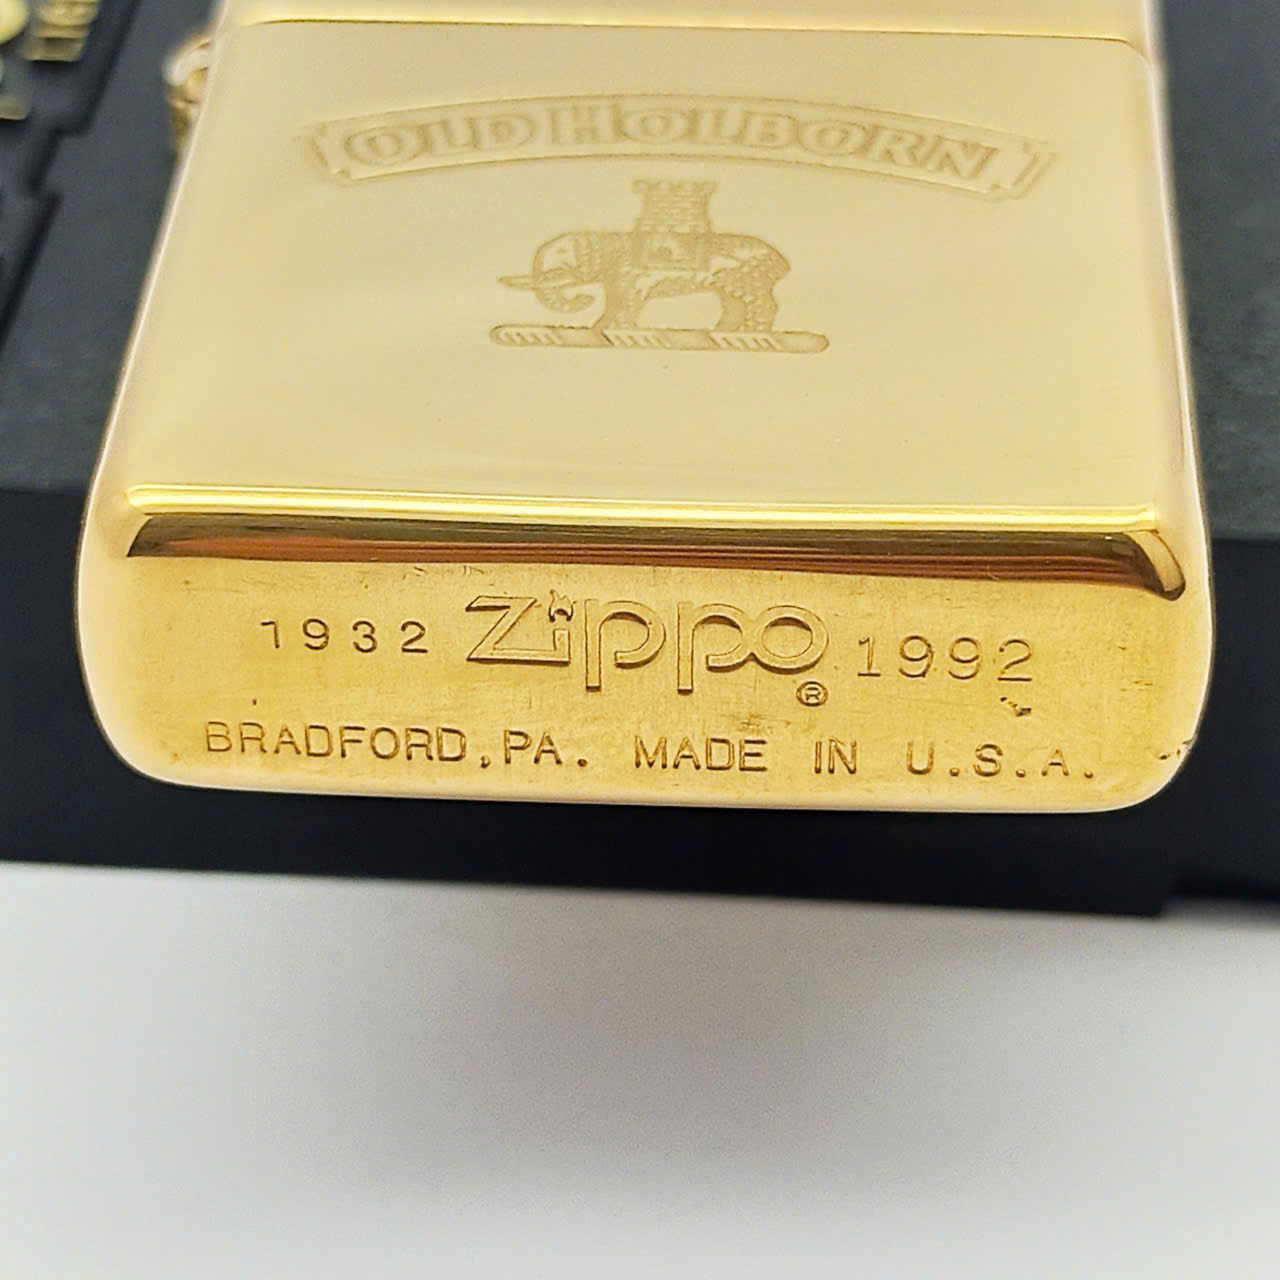 OLD HOLBORN
1932 Zippo ® 1992
BRADFORD, PA. MADE IN U.S.A.